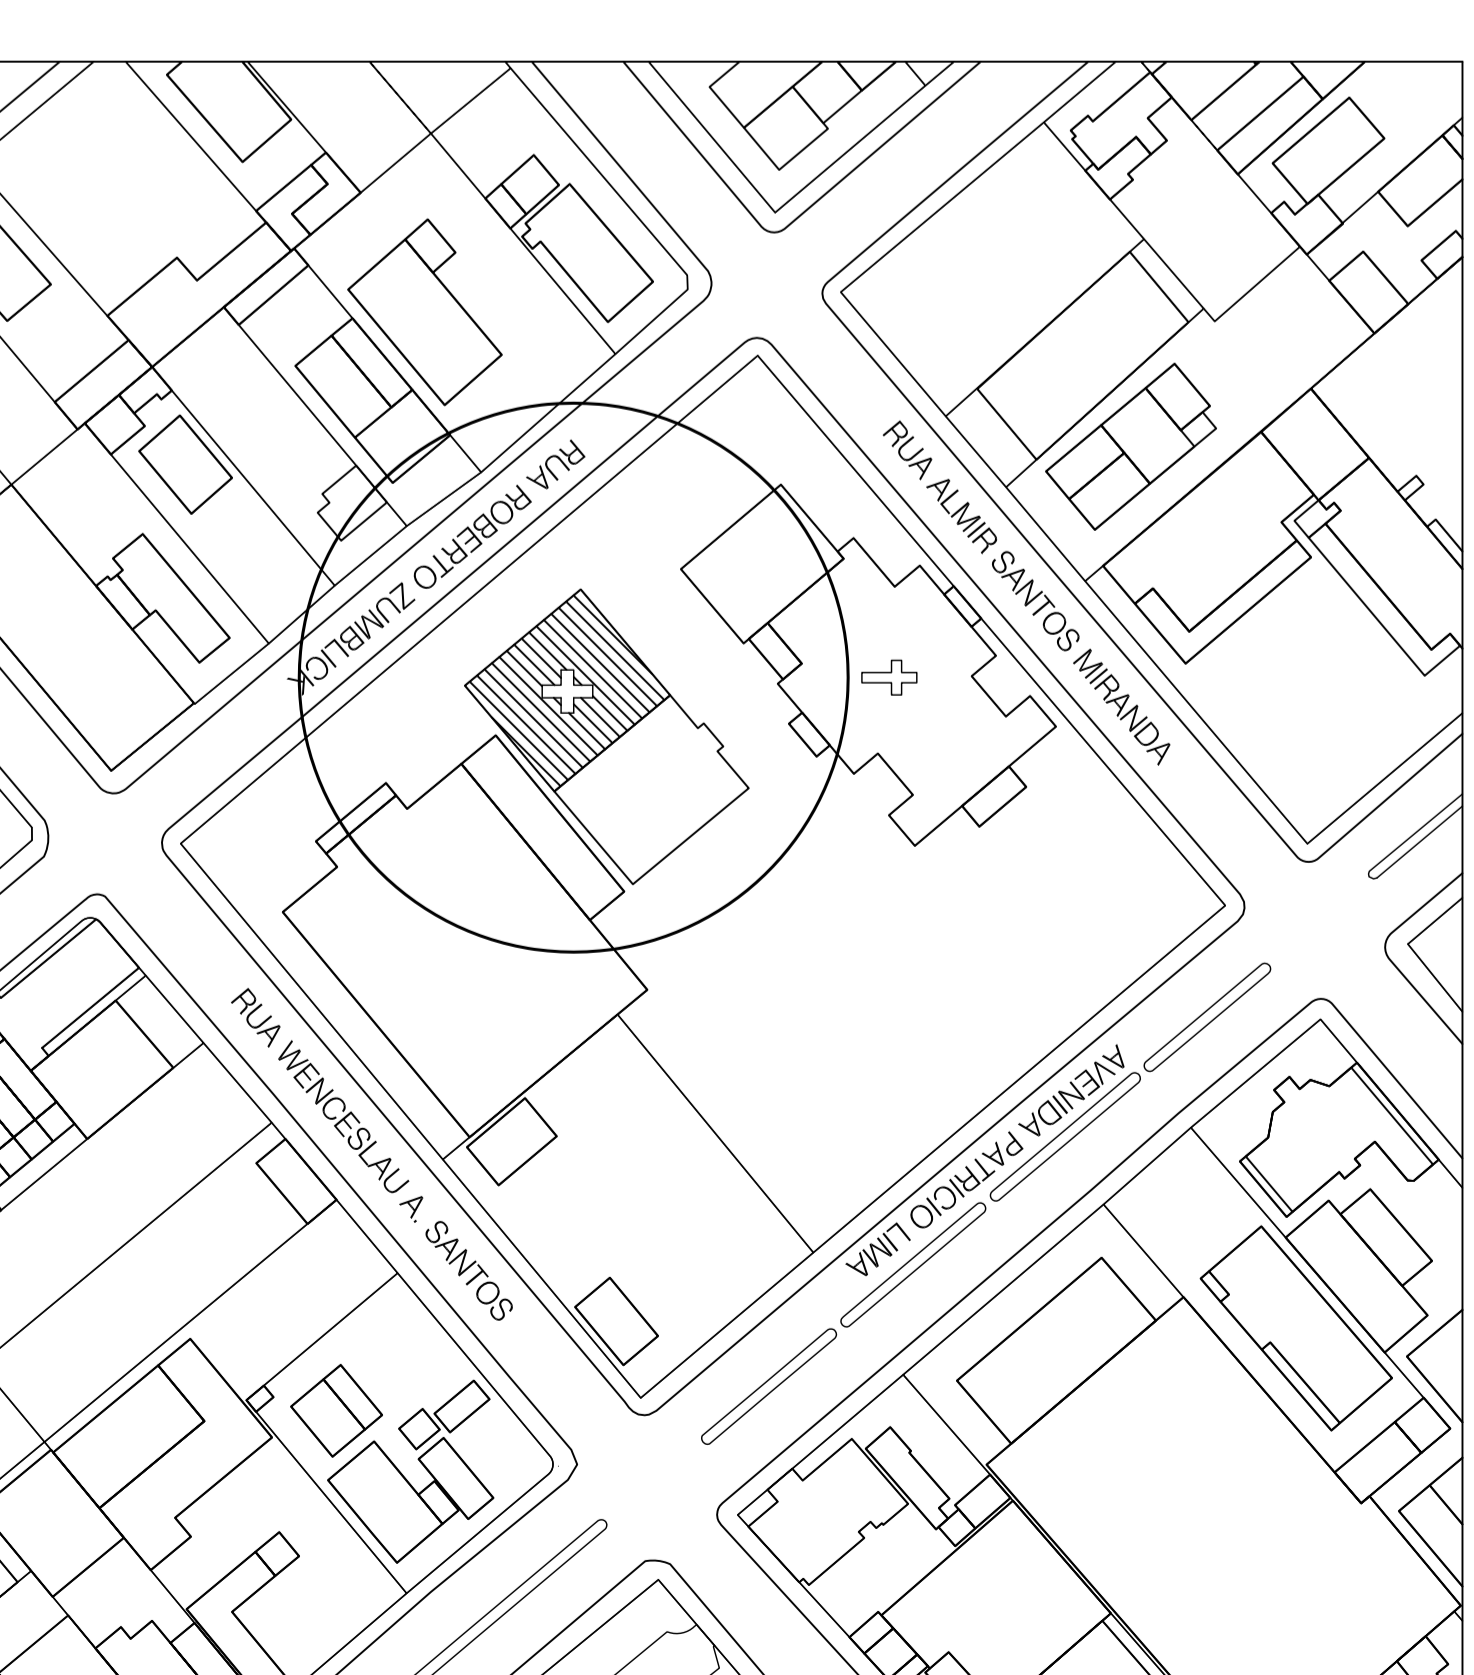 RUA ROBERTO ZUMBLICK
RUA ALMIR SANTOS MIRANDA
RUA WENCESLAU A. SANTOS
AVENIDA PATRICIO LIMA